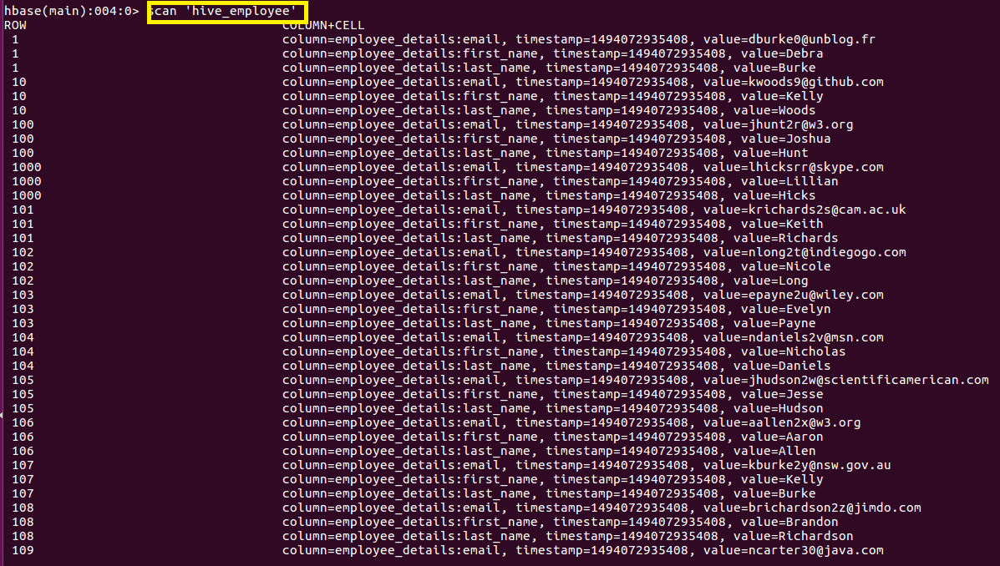 hbase(main):004:0> scan 'hive_employee'
ROW COLUMN+CELL
1 column=employee_details:email, timestamp=1494072935408, value=dburke0@unblog.fr
1 column=employee_details:first_name, timestamp=1494072935408, value=Debra
1 column=employee_details:last_name, timestamp=1494072935408, value=Burke
10 column=employee_details:email, timestamp=1494072935408, value=kwoods9@github.com
10 column=employee_details:first_name, timestamp=1494072935408, value=Kelly
10 column=employee_details:last_name, timestamp=1494072935408, value=Woods
100 column=employee_details:email, timestamp=1494072935408, value=jhunt2r@w3.org
100 column=employee_details:first_name, timestamp=1494072935408, value=Joshua
100 column=employee_details:last_name, timestamp=1494072935408, value=Hunt
1000 column=employee_details:email, timestamp=1494072935408, value=lhicksrr@skype.com
1000 column=employee_details:first_name, timestamp=1494072935408, value=Lillian
1000 column=employee_details:last_name, timestamp=1494072935408, value=Hicks
101 column=employee_details:email, timestamp=1494072935408, value=krichards2s@cam.ac.uk
101 column=employee_details:first_name, timestamp=1494072935408, value=Keith
101 column=employee_details:last_name, timestamp=1494072935408, value=Richards
102 column=employee_details:email, timestamp=1494072935408, value=nlong2t@indiegogo.com
102 column=employee_details:first_name, timestamp=1494072935408, value=Nicole
102 column=employee_details:last_name, timestamp=1494072935408, value=Long
103 column=employee_details:email, timestamp=1494072935408, value=epayne2u@wiley.com
103 column=employee_details:first_name, timestamp=1494072935408, value=Evelyn
103 column=employee_details:last_name, timestamp=1494072935408, value=Payne
104 column=employee_details:email, timestamp=1494072935408, value=ndaniels2v@msn.com
104 column=employee_details:first_name, timestamp=1494072935408, value=Nicholas
104 column=employee_details:last_name, timestamp=1494072935408, value=Daniels
105 column=employee_details:email, timestamp=1494072935408, value=jhudson2w@scientificamerican.com
105 column=employee_details:first_name, timestamp=1494072935408, value=Jesse
105 column=employee_details:last_name, timestamp=1494072935408, value=Hudson
106 column=employee_details:email, timestamp=1494072935408, value=aallen2x@w3.org
106 column=employee_details:first_name, timestamp=1494072935408, value=Aaron
106 column=employee_details:last_name, timestamp=1494072935408, value=Allen
107 column=employee_details:email, timestamp=1494072935408, value=kburke2y@nsw.gov.au
107 column=employee_details:first_name, timestamp=1494072935408, value=Kelly
107 column=employee_details:last_name, timestamp=1494072935408, value=Burke
108 column=employee_details:email, timestamp=1494072935408, value=brichardson2z@jimdo.com
108 column=employee_details:first_name, timestamp=1494072935408, value=Brandon
108 column=employee_details:last_name, timestamp=1494072935408, value=Richardson
109 column=employee_details:email, timestamp=1494072935408, value=ncarter30@java.com